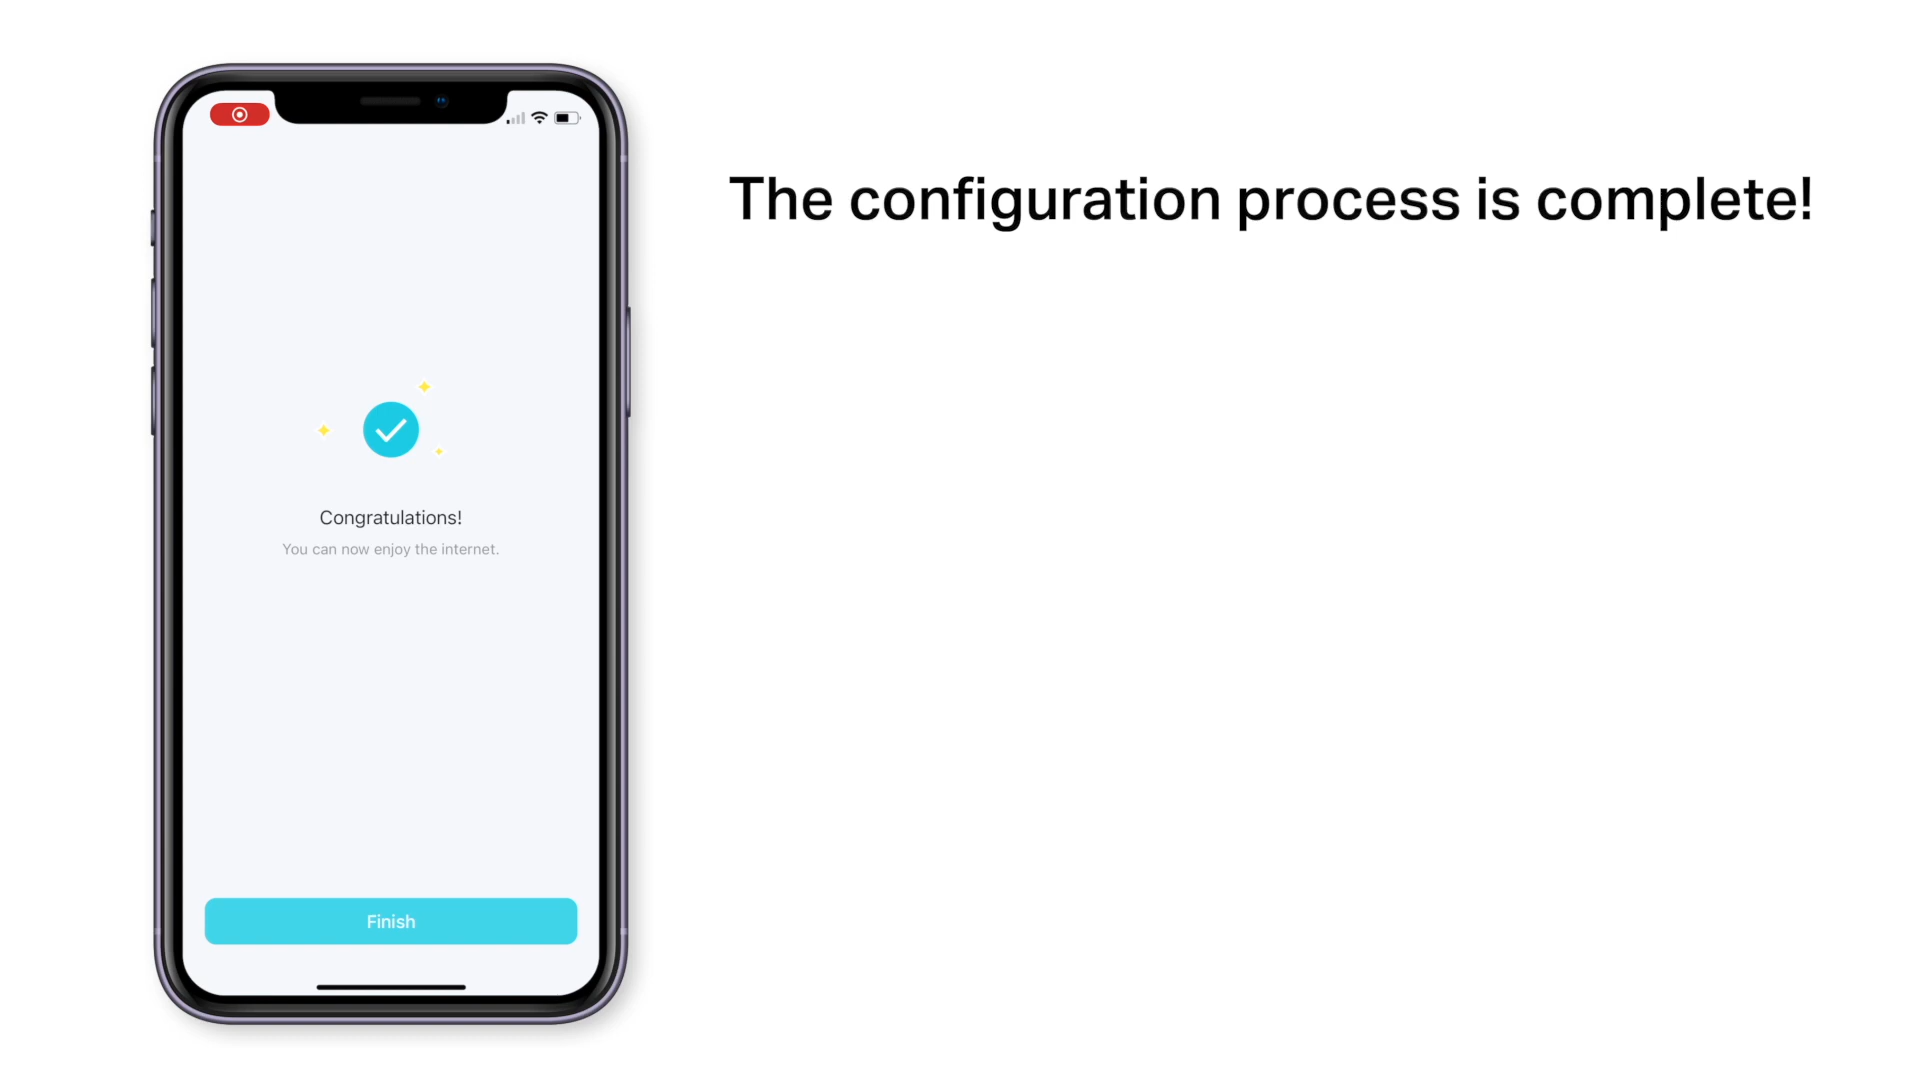 The configuration process is complete!
Congratulations!
You can now enjoy the internet.
Finish